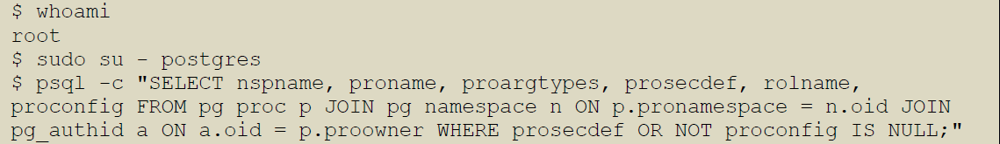 $ whoami
root
$ sudo su - postgres
$ psql -c "SELECT nspname, proname, proargtypes, prosecdef, rolname,
proconfig FROM pg proc p JOIN pg namespace n ON p.pronamespace = n.oid JOIN
pg_authid a ON a.oid = p.proowner WHERE prosecdef OR NOT proconfig IS NULL;"